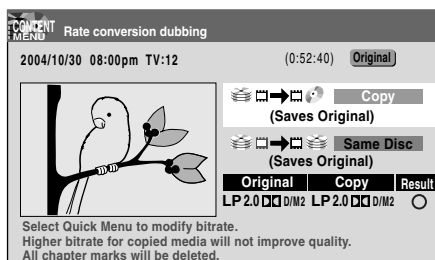 CONTENT MENU Rate conversion dubbing
2004/10/30 08:00pm TV:12 (0:52:40) Original
Copy
(Saves Original)
Same Disc
(Saves Original)
Original Copy Result
LP 2.0 D/M2 LP 2.0 D/M2
Select Quick Menu to modify bitrate.
Higher bitrate for copied media will not improve quality.
All chapter marks will be deleted.